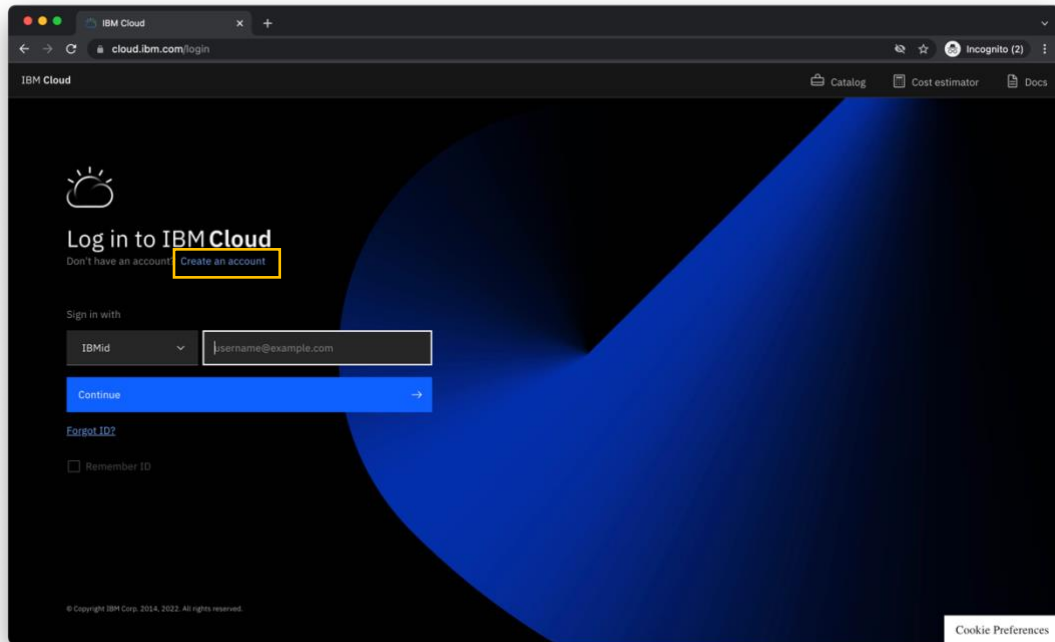 IBM Cloud
cloud.ibm.com/login
Incognito (2)
IBM Cloud
Catalog
Cost estimator
Docs
Log in to IBM Cloud
Don't have an account? Create an account
Sign in with
IBMid
username@example.com
Continue
Forgot ID?
Remember ID
© Copyright IBM Corp. 2014, 2022. All rights reserved.
Cookie Preferences